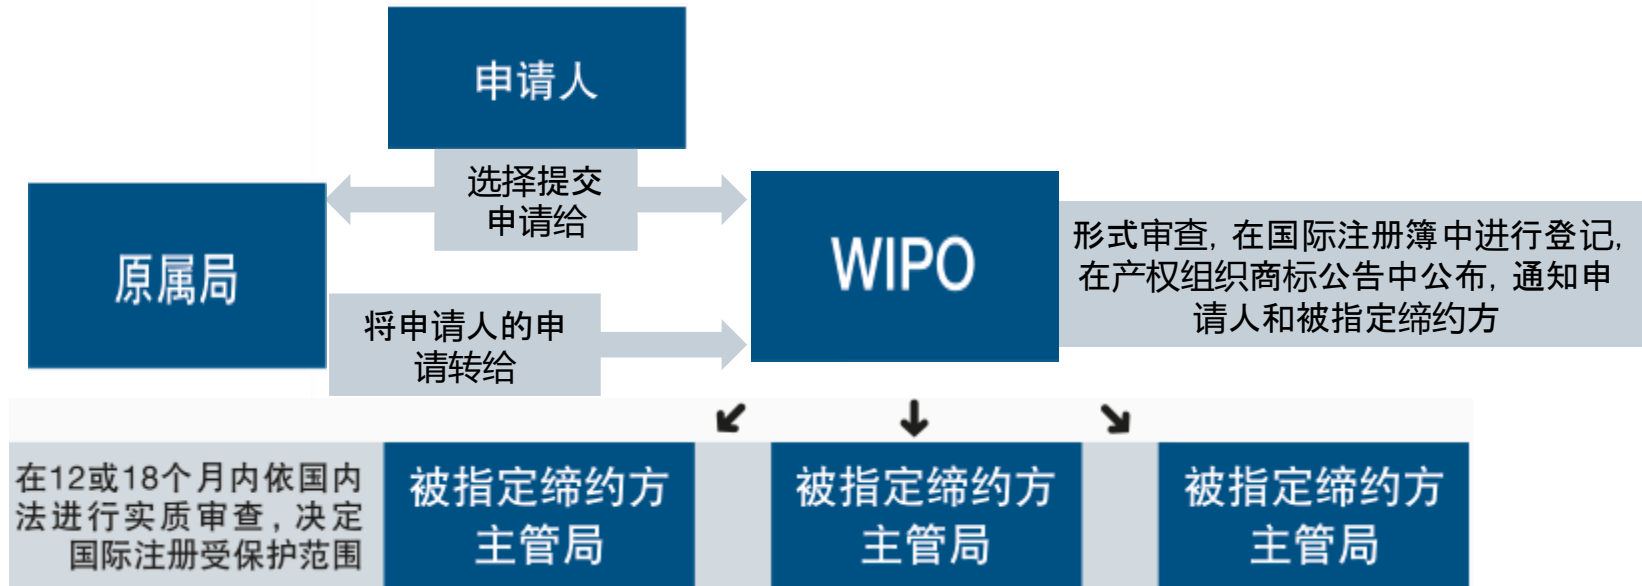 申请人
选择提交
申请给
原属局
WIPO
形式审查, 在国际注册簿中进行登记,
在产权组织商标公告中公布, 通知申
请人和被指定缔约方
将申请人的申
请转给
在12或18个月内依国内
法进行实质审查, 决定
国际注册受保护范围
被指定缔约方
主管局
被指定缔约方
主管局
被指定缔约方
主管局